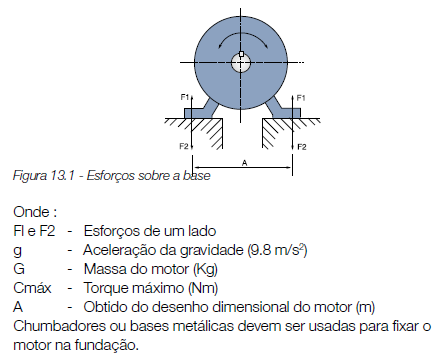 F1 F1
F2 F2
A
Figura 13.1 - Esforços sobre a base
Onde :
Fl e F2 - Esforços de um lado
g - Aceleração da gravidade (9.8 m/s²)
G - Massa do motor (Kg)
Cmáx - Torque máximo (Nm)
A - Obtido do desenho dimensional do motor (m)
Chumbadores ou bases metálicas devem ser usadas para fixar o
motor na fundação.